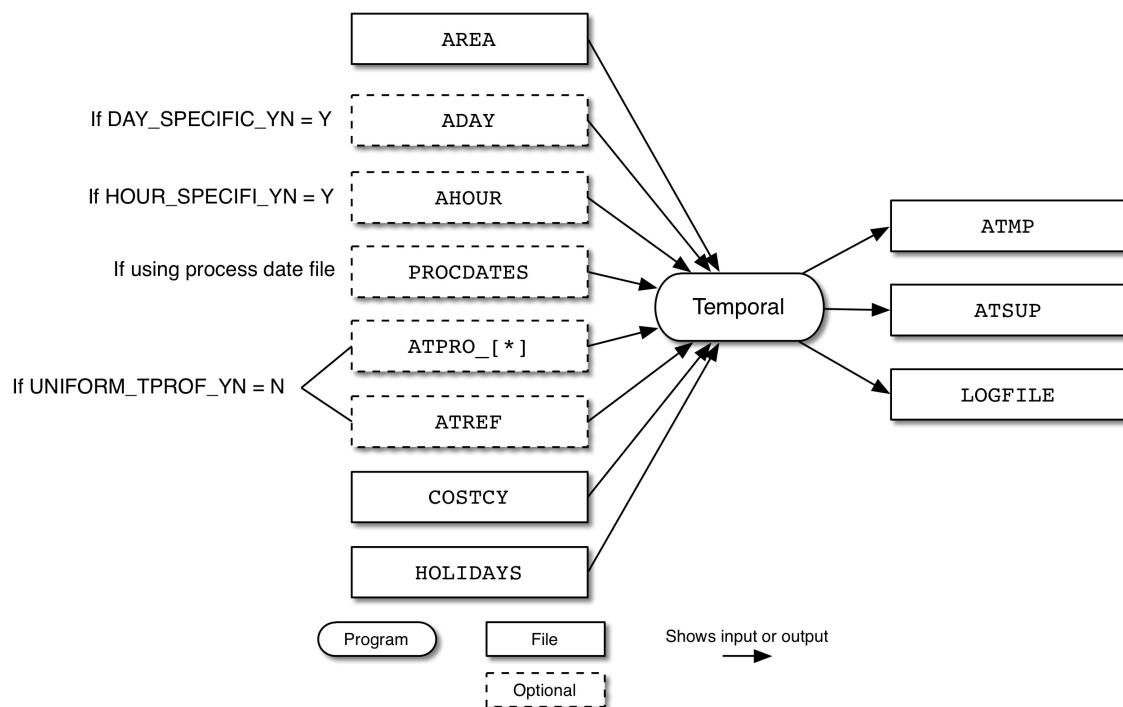 AREA
If DAY_SPECIFIC_YN = Y
ADAY
If HOUR_SPECIFI_YN = Y
AHOUR
If using process date file
PROCDATES
If UNIFORM_TPROF_YN = N
ATPRO_[*]
ATREF
COSTCY
HOLIDAYS
Temporal
ATMP
ATSUP
LOGFILE
Program
File
Optional
Shows input or output